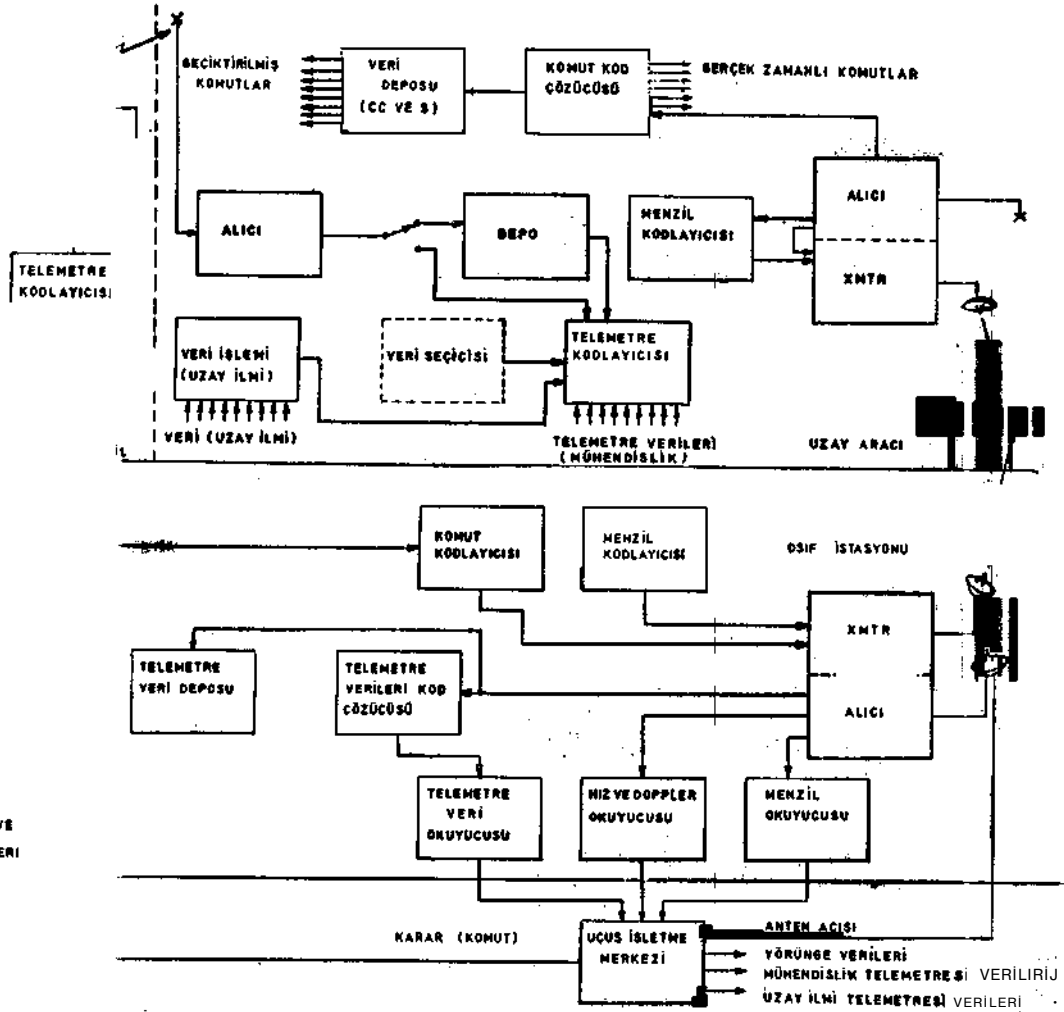 GECİKTİRİLMİŞ
KOMUTLAR
VERİ
DEPOSU
(CC VE S)
KOMUT KOD
ÇÖZÜCÜSÜ
GERÇEK ZAMANLI KOMUTLAR
ALICI
DEPO
MENZİL
KODLAYICISI
ALICI
XMTR
TELEMETRE
KODLAYICISI
VERİ İŞLEMİ
(UZAY İLMİ)
VERİ SEÇİCİSİ
TELEMETRE
KODLAYICISI
VERİ (UZAY İLMİ)
TELEMETRE VERİLERİ
(MÜHENDİSLİK)
UZAY ARACI
KOMUT
KODLAYICISI
MENZİL
KODLAYICISI
DSIF İSTASYONU
XMTR
ALICI
TELEMETRE
VERİ DEPOSU
TELEMETRE
VERİLERİ KOD
ÇÖZÜCÜSÜ
TELEMETRE
VERİ
OKUYUCUSU
HIZ VE DOPPLER
OKUYUCUSU
MENZİL
OKUYUCUSU
VE
ERI
KARAR (KOMUT)
UÇUŞ İŞLETME
MERKEZİ
ANTEN AÇISI
YÖRÜNGE VERİLERİ
MÜHENDİSLİK TELEMETRESİ VERİLIRİJ
UZAY İLMİ TELEMETRESİ VERİLERİ